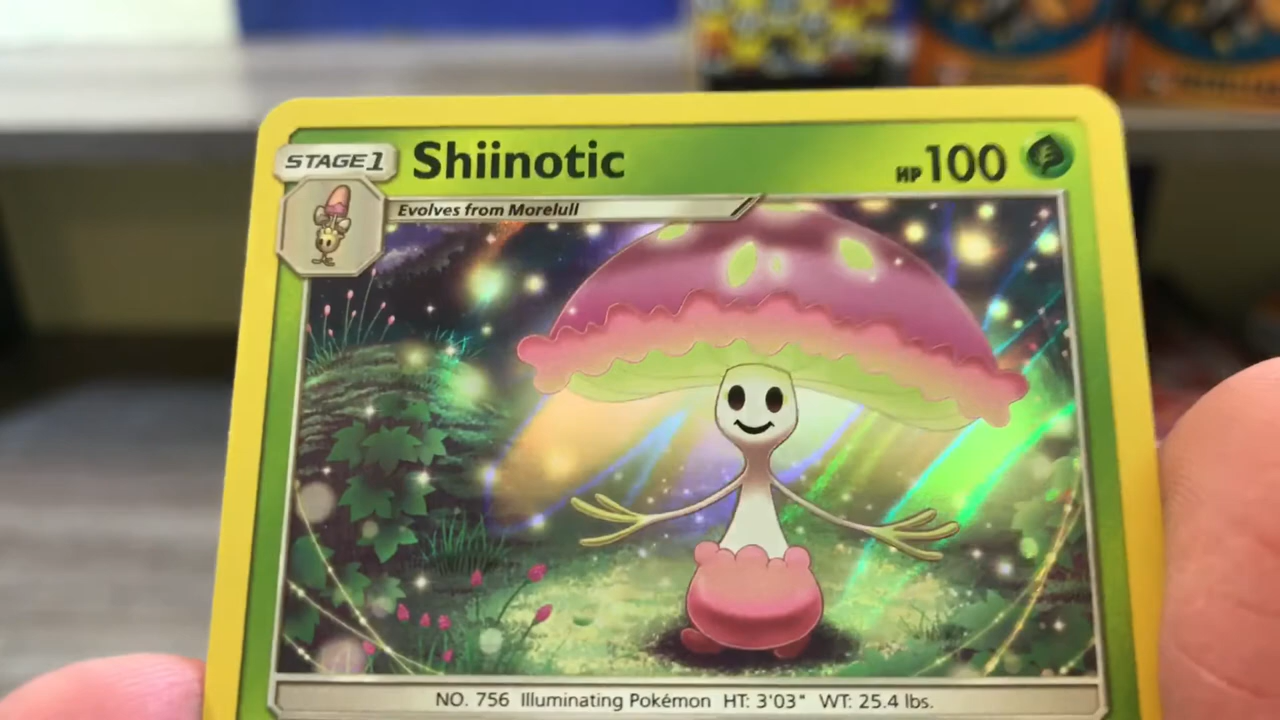 STAGE 1
Shiinotic
HP 100
Evolves from Morelull
NO. 756 Illuminating Pokémon HT: 3'03" WT: 25.4 lbs.